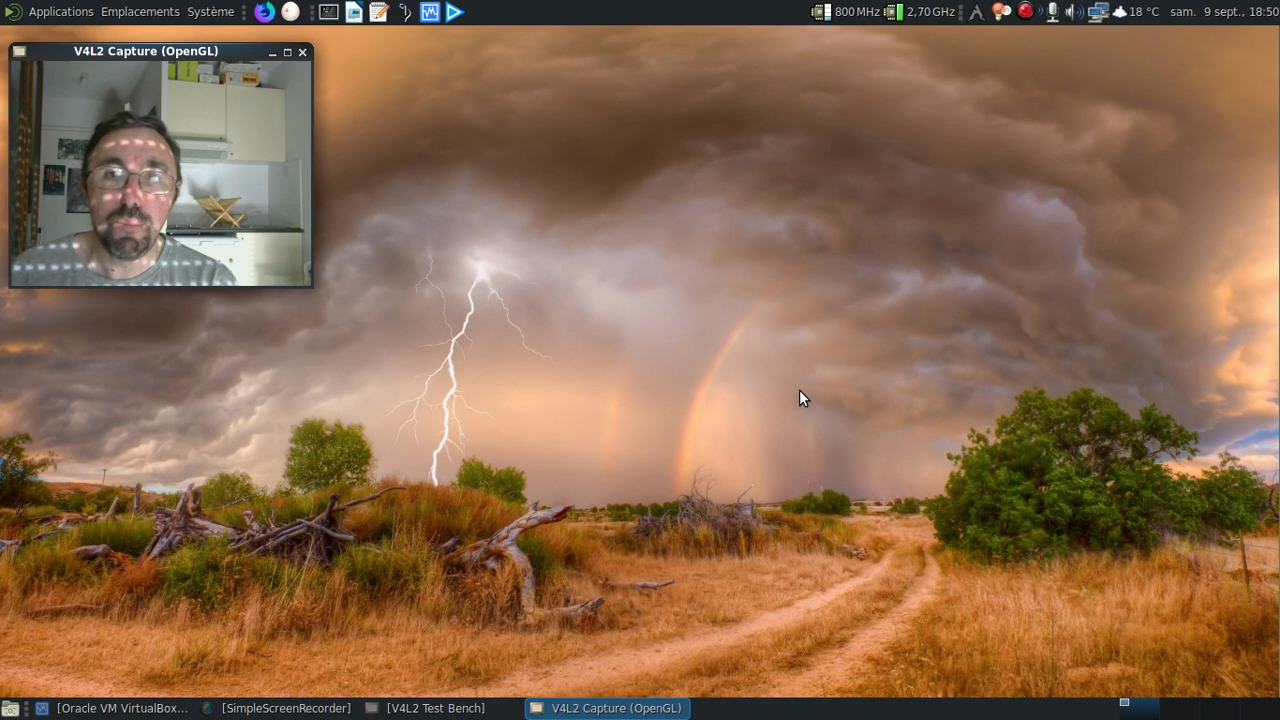 Applications Emplacements Système 800 MHz 2,70 GHz 18 °C sam. 9 sept., 18:50
V4L2 Capture (OpenGL)
[Oracle VM VirtualBox... [SimpleScreenRecorder] [V4L2 Test Bench] V4L2 Capture (OpenGL)